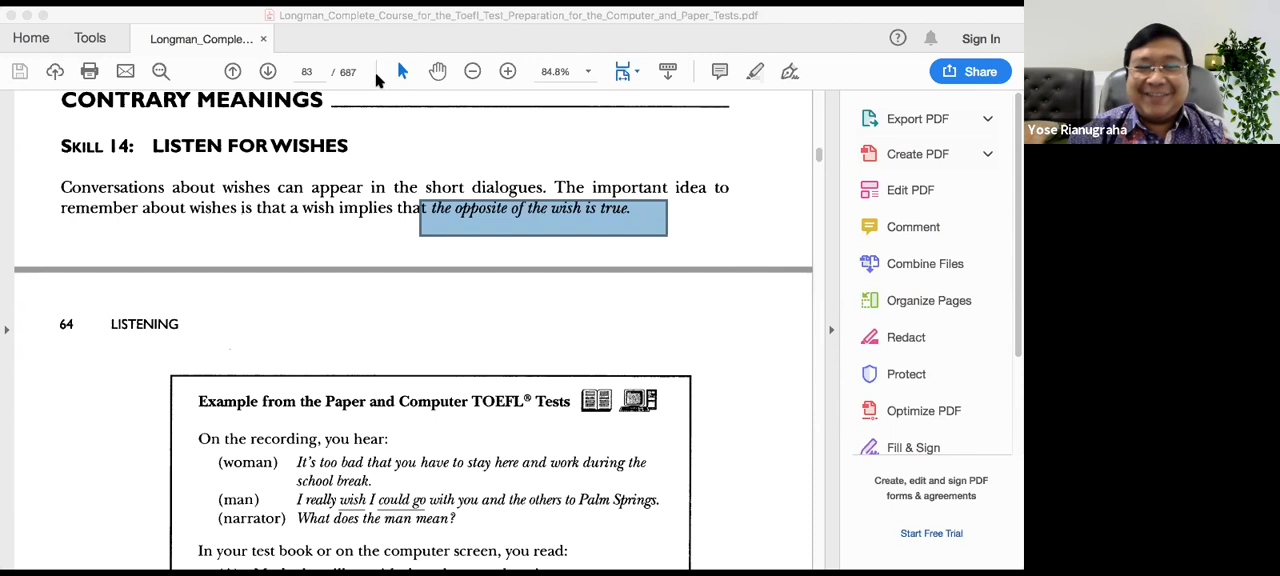 Longman_Complete_Course_for_the_Toefl_Test_Preparation_for_the_Computer_and_Paper_Tests.pdf
Home Tools Longman_Comple... × Sign In
83 / 687 84.8% Share
CONTRARY MEANINGS
SKILL 14: LISTEN FOR WISHES
Conversations about wishes can appear in the short dialogues. The important idea to
remember about wishes is that a wish implies that the opposite of the wish is true.
64 LISTENING
Example from the Paper and Computer TOEFL® Tests
On the recording, you hear:
(woman) It's too bad that you have to stay here and work during the
school break.
(man) I really wish I could go with you and the others to Palm Springs.
(narrator) What does the man mean?
In your test book or on the computer screen, you read:
Export PDF
Create PDF
Edit PDF
Comment
Combine Files
Organize Pages
Redact
Protect
Optimize PDF
Fill & Sign
Create, edit and sign PDF
forms & agreements
Start Free Trial
Yose Rianugraha